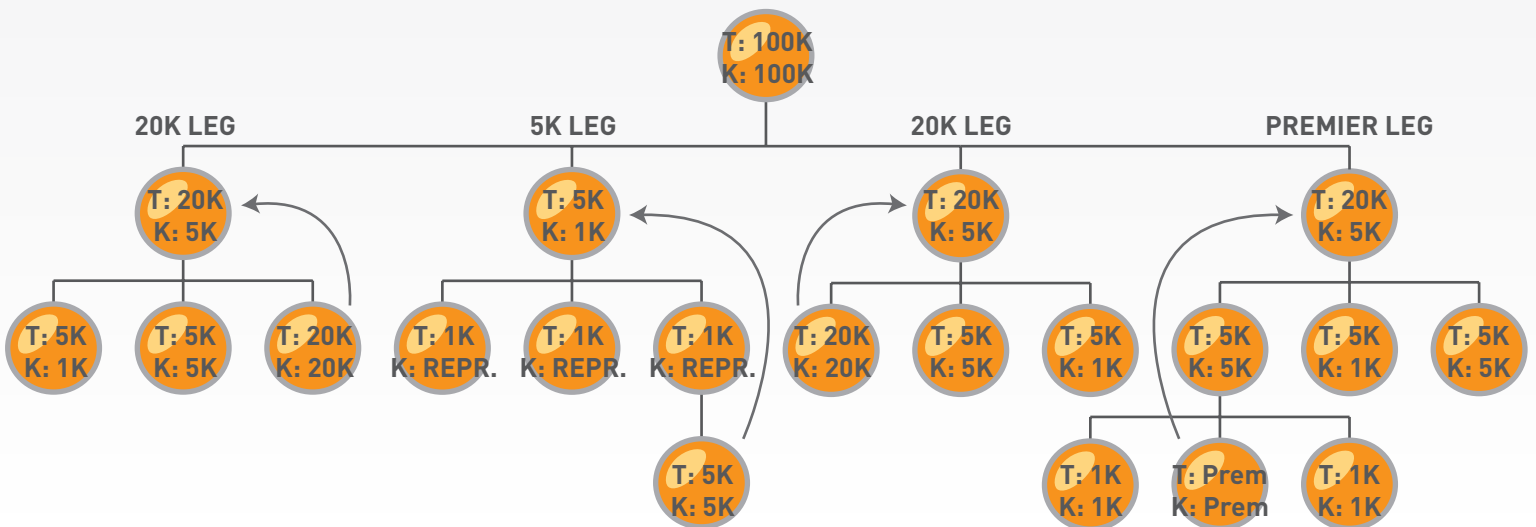 T: 100K
K: 100K
20K LEG
5K LEG
20K LEG
PREMIER LEG
T: 20K
K: 5K
T: 5K
K: 1K
T: 20K
K: 5K
T: 20K
K: 5K
T: 5K
K: 1K
T: 5K
K: 5K
T: 20K
K: 20K
T: 1K
K: REPR.
T: 1K
K: REPR.
T: 1K
K: REPR.
T: 20K
K: 20K
T: 5K
K: 5K
T: 5K
K: 1K
T: 5K
K: 5K
T: 5K
K: 1K
T: 5K
K: 5K
T: 5K
K: 5K
T: 1K
K: 1K
T: Prem
K: Prem
T: 1K
K: 1K